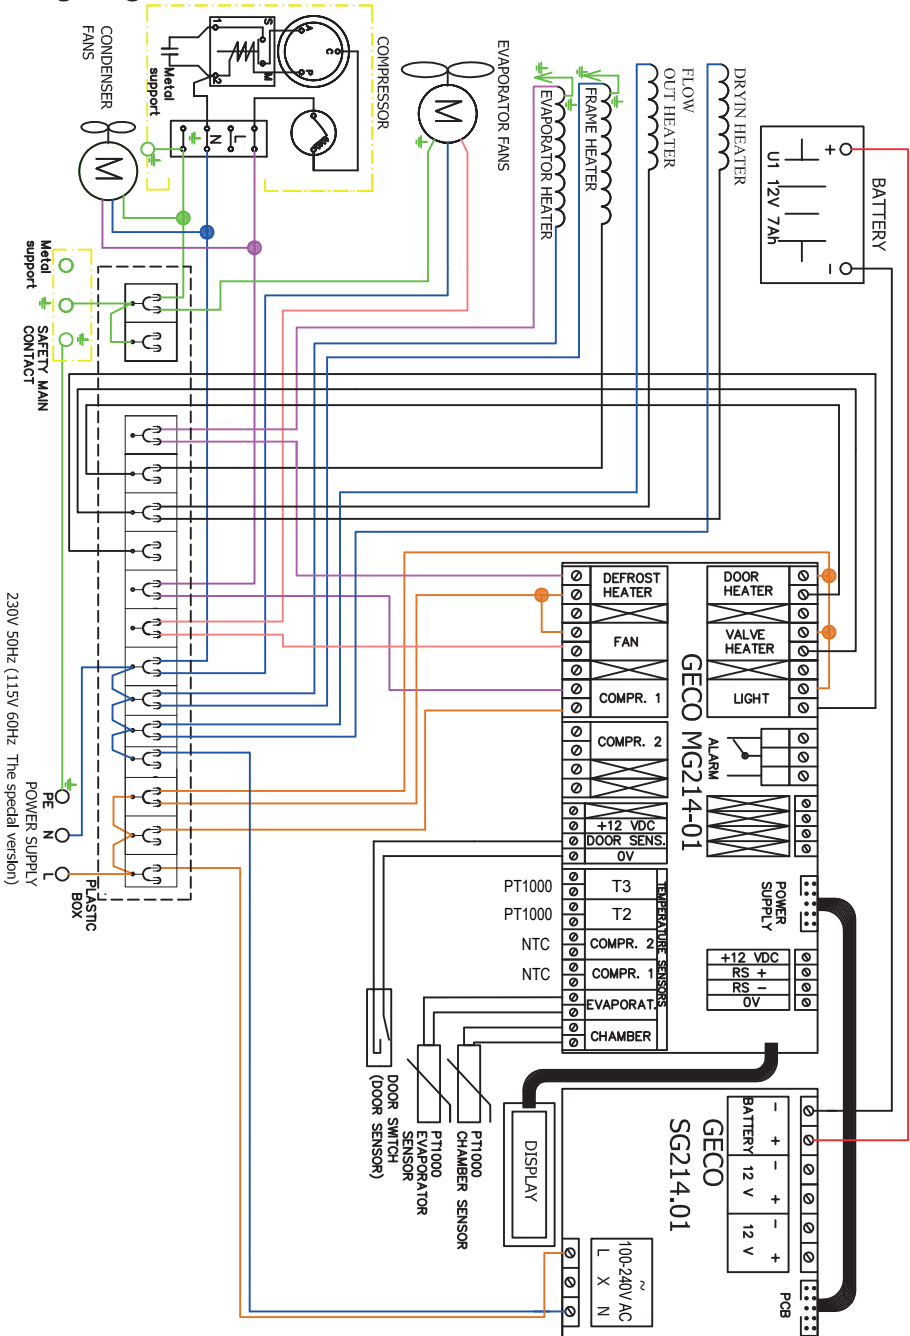 CONDENSER
FANS
1
S
R2
M
A
C
P
Metal
support
N
L
COMPRESSOR
EVAPORATOR FANS
M
M
EVAPORATOR HEATER
FRAME HEATER
FLOW
OUT HEATER
DRYIN HEATER
BATTERY
+
-
U1 12V 7Ah
Metal
support
SAFETY MAIN
CONTACT
230V 50Hz (115V 60Hz The special version)
POWER SUPPLY
PE
N
L
PLASTIC
BOX
DEFROST
HEATER
FAN
COMPR. 1
COMPR. 2
+12 VDC
DOOR SENS.
0V
T3
T2
COMPR. 2
COMPR. 1
EVAPORAT.
CHAMBER
TEMPERATURE SENSORS
PT1000
PT1000
NTC
NTC
GECO MG214-01
DOOR
HEATER
VALVE
HEATER
LIGHT
ALARM
POWER
SUPPLY
+12 VDC
RS +
RS -
0V
DOOR SWITCH
(DOOR SENSOR)
PT1000
EVAPORATOR
SENSOR
PT1000
CHAMBER SENSOR
DISPLAY
GECO
SG214.01
- +
BATTERY
- +
12 V
- +
12 V
~
100-240V AC
L X N
PCB